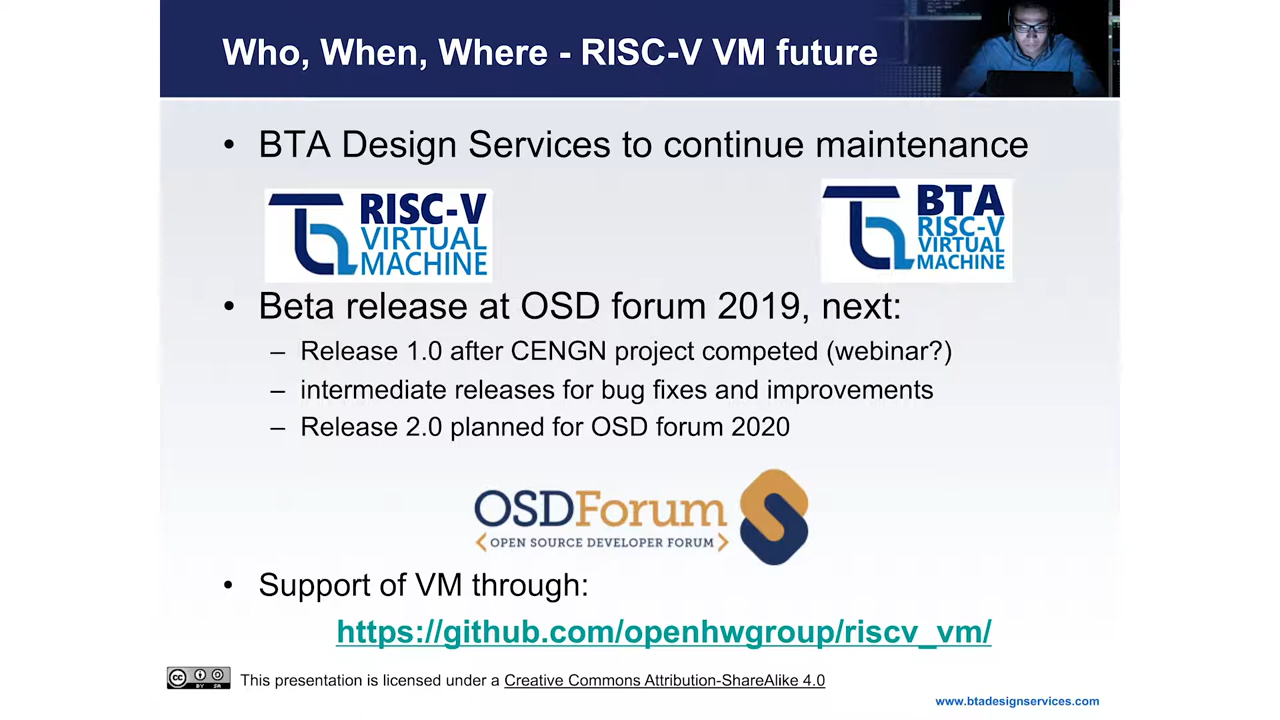 Who, When, Where - RISC-V VM future
• BTA Design Services to continue maintenance
RISC-V
VIRTUAL
MACHINE
BTA
RISC-V
VIRTUAL
MACHINE
• Beta release at OSD forum 2019, next:
– Release 1.0 after CENGN project competed (webinar?)
– intermediate releases for bug fixes and improvements
– Release 2.0 planned for OSD forum 2020
OSDForum
<OPEN SOURCE DEVELOPER FORUM>
• Support of VM through:
https://github.com/openhwgroup/riscv_vm/
cc BY SA
This presentation is licensed under a Creative Commons Attribution-ShareAlike 4.0
www.btadesignservices.com